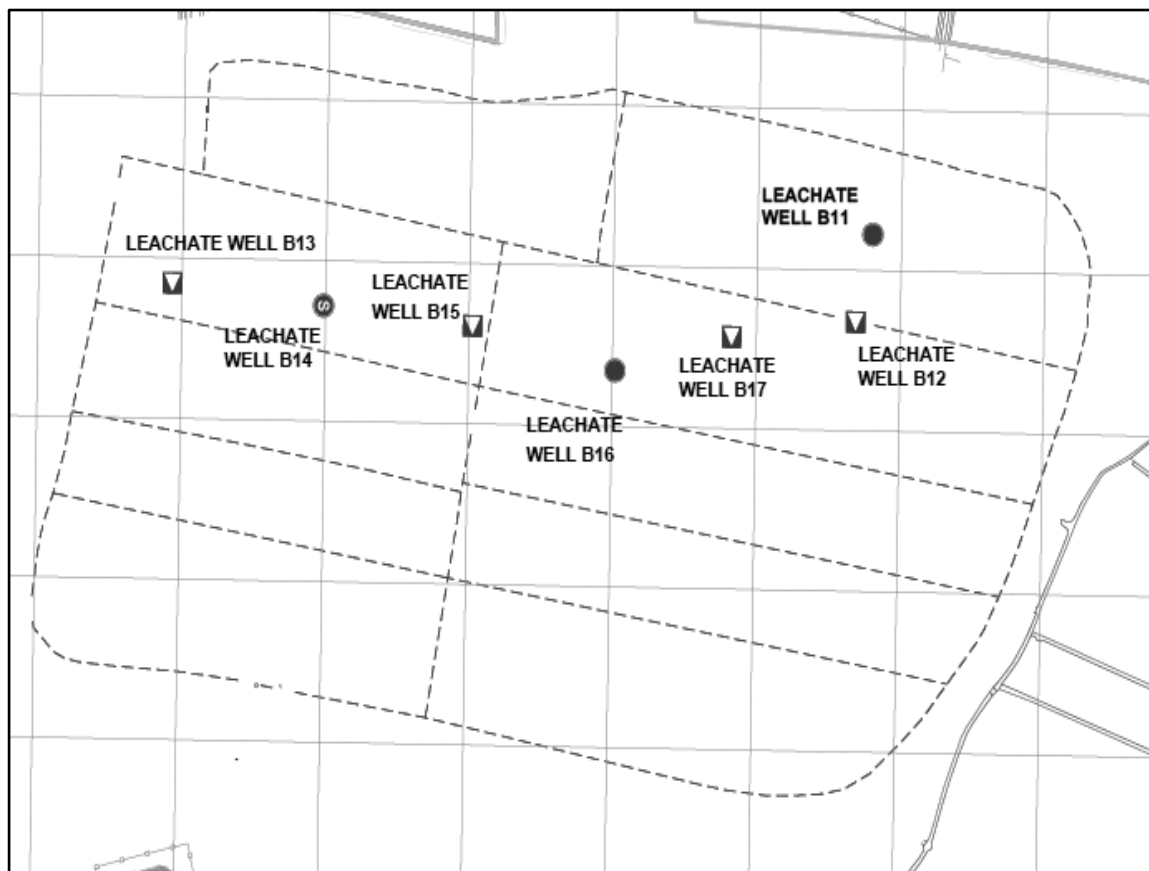 LEACHATE
WELL B11
LEACHATE WELL B13
LEACHATE
WELL B15
S
LEACHATE
WELL B14
LEACHATE
WELL B17
LEACHATE
WELL B12
LEACHATE
WELL B16